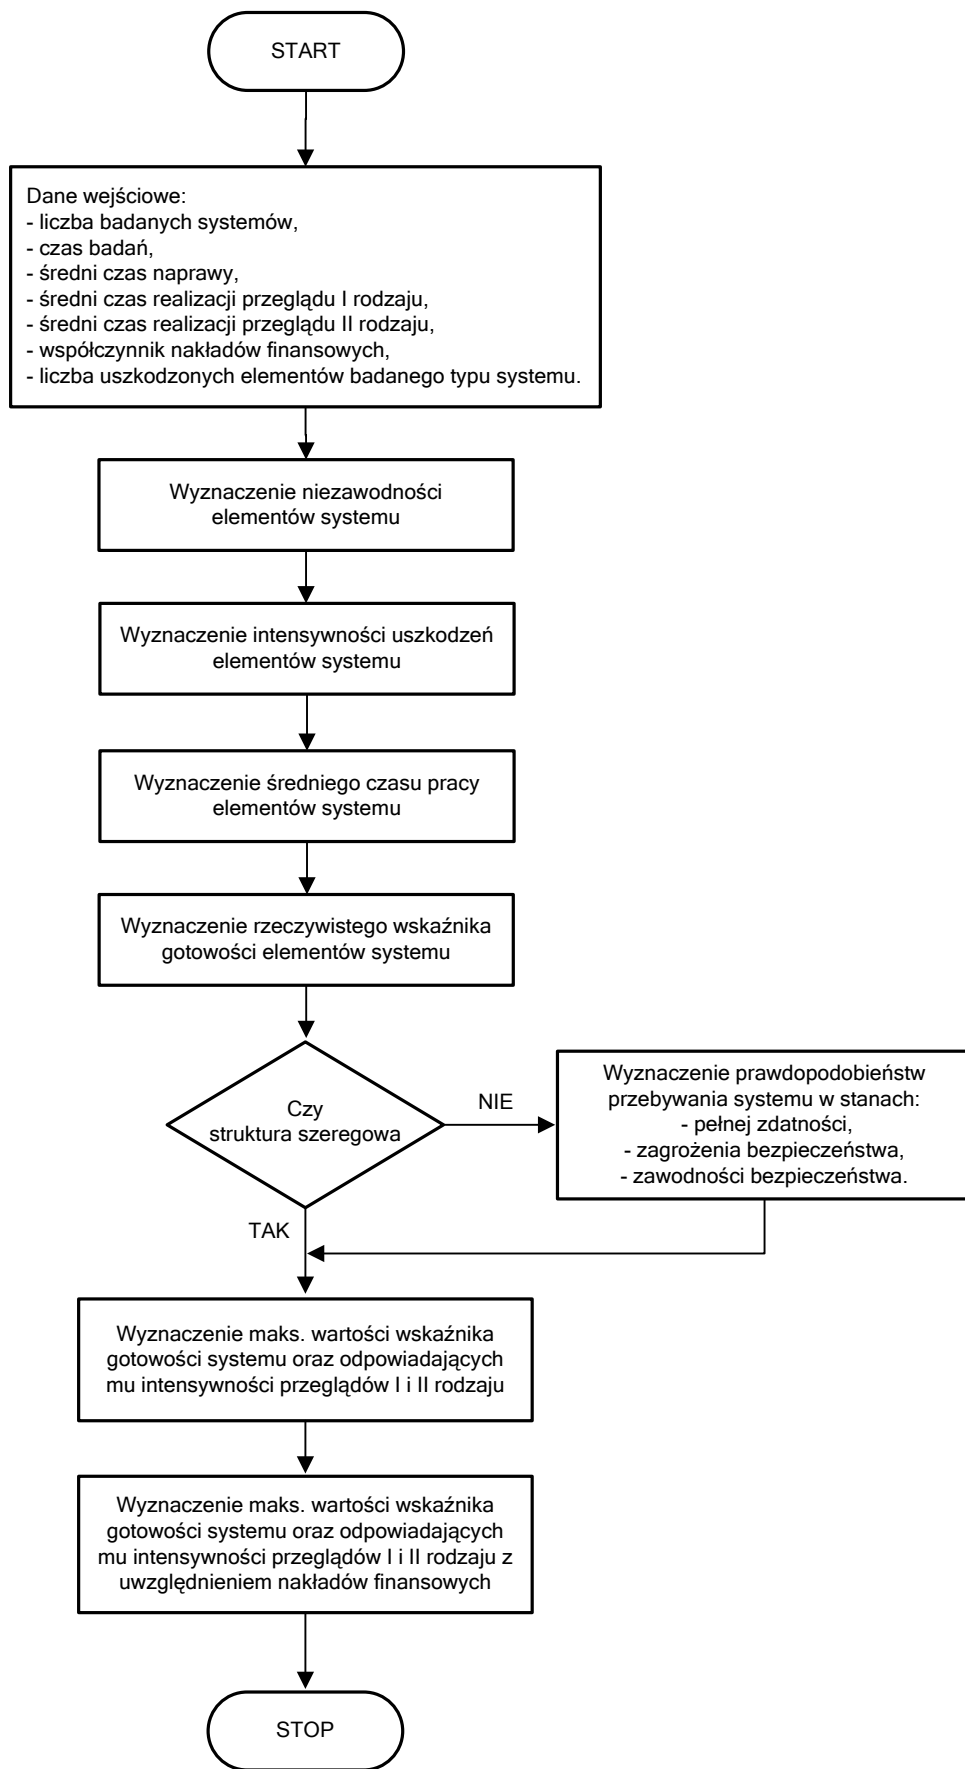 START
Dane wejściowe:
- liczba badanych systemów,
- czas badań,
- średni czas naprawy,
- średni czas realizacji przeglądu I rodzaju,
- średni czas realizacji przeglądu II rodzaju,
- współczynnik nakładów finansowych,
- liczba uszkodzonych elementów badanego typu systemu.
Wyznaczenie niezawodności
elementów systemu
Wyznaczenie intensywności uszkodzeń
elementów systemu
Wyznaczenie średniego czasu pracy
elementów systemu
Wyznaczenie rzeczywistego wskaźnika
gotowości elementów systemu
Czy
struktura szeregowa
NIE
Wyznaczenie prawdopodobieństw
przebywania systemu w stanach:
- pełnej zdatności,
- zagrożenia bezpieczeństwa,
- zawodności bezpieczeństwa.
TAK
Wyznaczenie maks. wartości wskaźnika
gotowości systemu oraz odpowiadających
mu intensywności przeglądów I i II rodzaju
Wyznaczenie maks. wartości wskaźnika
gotowości systemu oraz odpowiadających
mu intensywności przeglądów I i II rodzaju z
uwzględnieniem nakładów finansowych
STOP